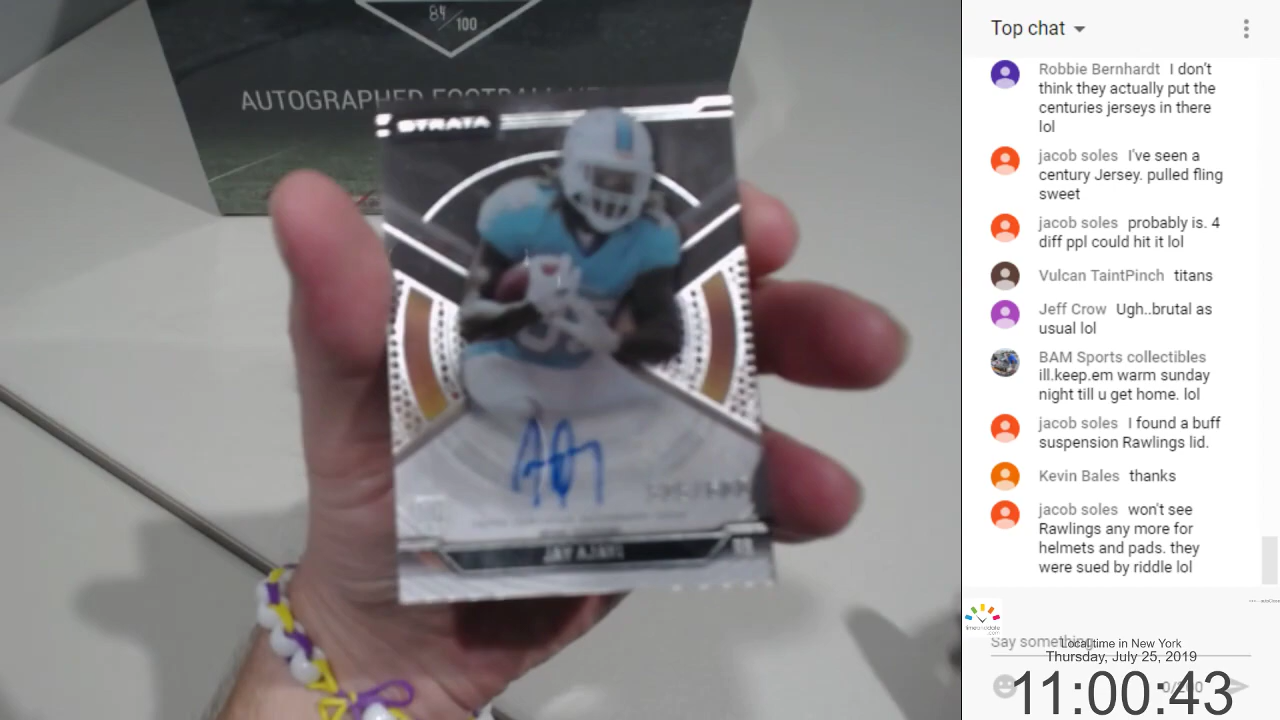 84/100
AUTOGRAPHED FOOTBALL
STRATA
JAY AJAYI
Top chat
Robbie Bernhardt I don't
think they actually put the
centuries jerseys in there
lol
jacob soles I've seen a
century Jersey. pulled fling
sweet
jacob soles probably is. 4
diff ppl could hit it lol
Vulcan TaintPinch titans
Jeff Crow Ugh..brutal as
usual lol
BAM Sports collectibles
ill.keep.em warm sunday
night till u get home. lol
jacob soles I found a buff
suspension Rawlings lid.
Kevin Bales thanks
jacob soles won't see
Rawlings any more for
helmets and pads. they
were sued by riddle lol
Say something...
Local time in New York
Thursday, July 25, 2019
11:00:43